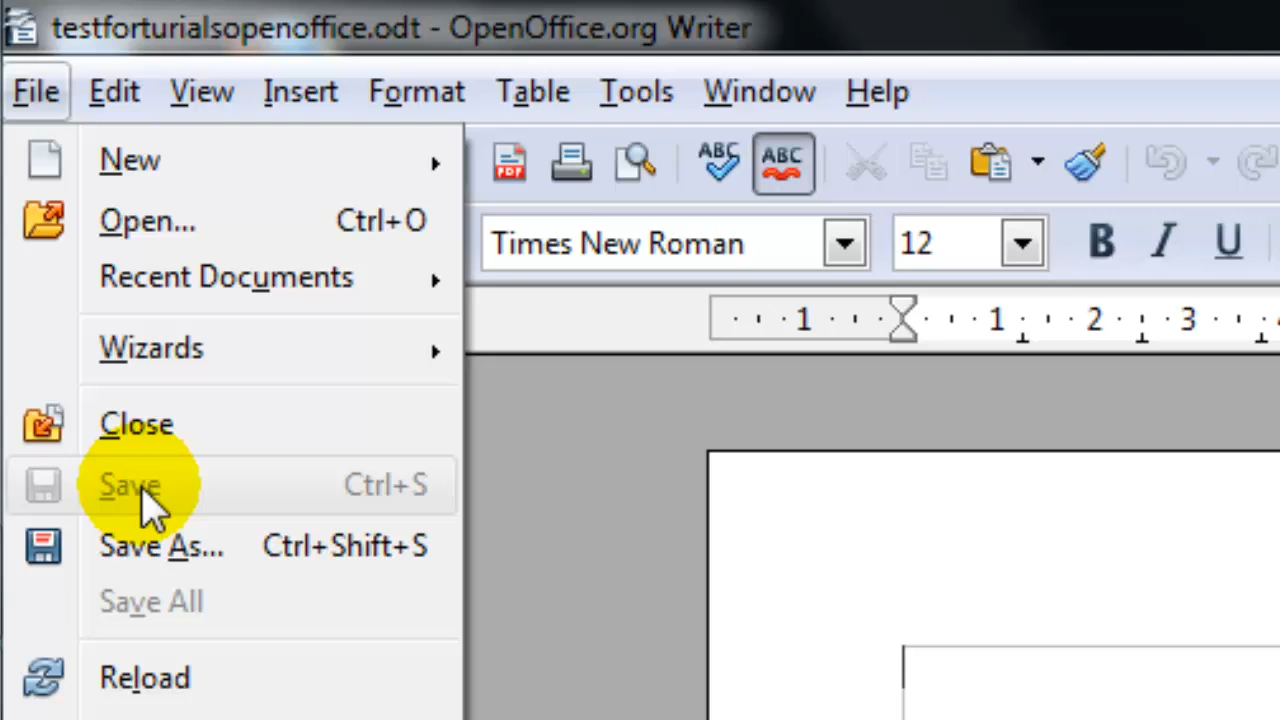 testforturialsopenoffice.odt - OpenOffice.org Writer
File Edit View Insert Format Table Tools Window Help
New
Open... Ctrl+O
Recent Documents
Wizards
Close
Save Ctrl+S
Save As... Ctrl+Shift+S
Save All
Reload
PDF ABC ABC
Times New Roman 12 B I U
1 1 2 3